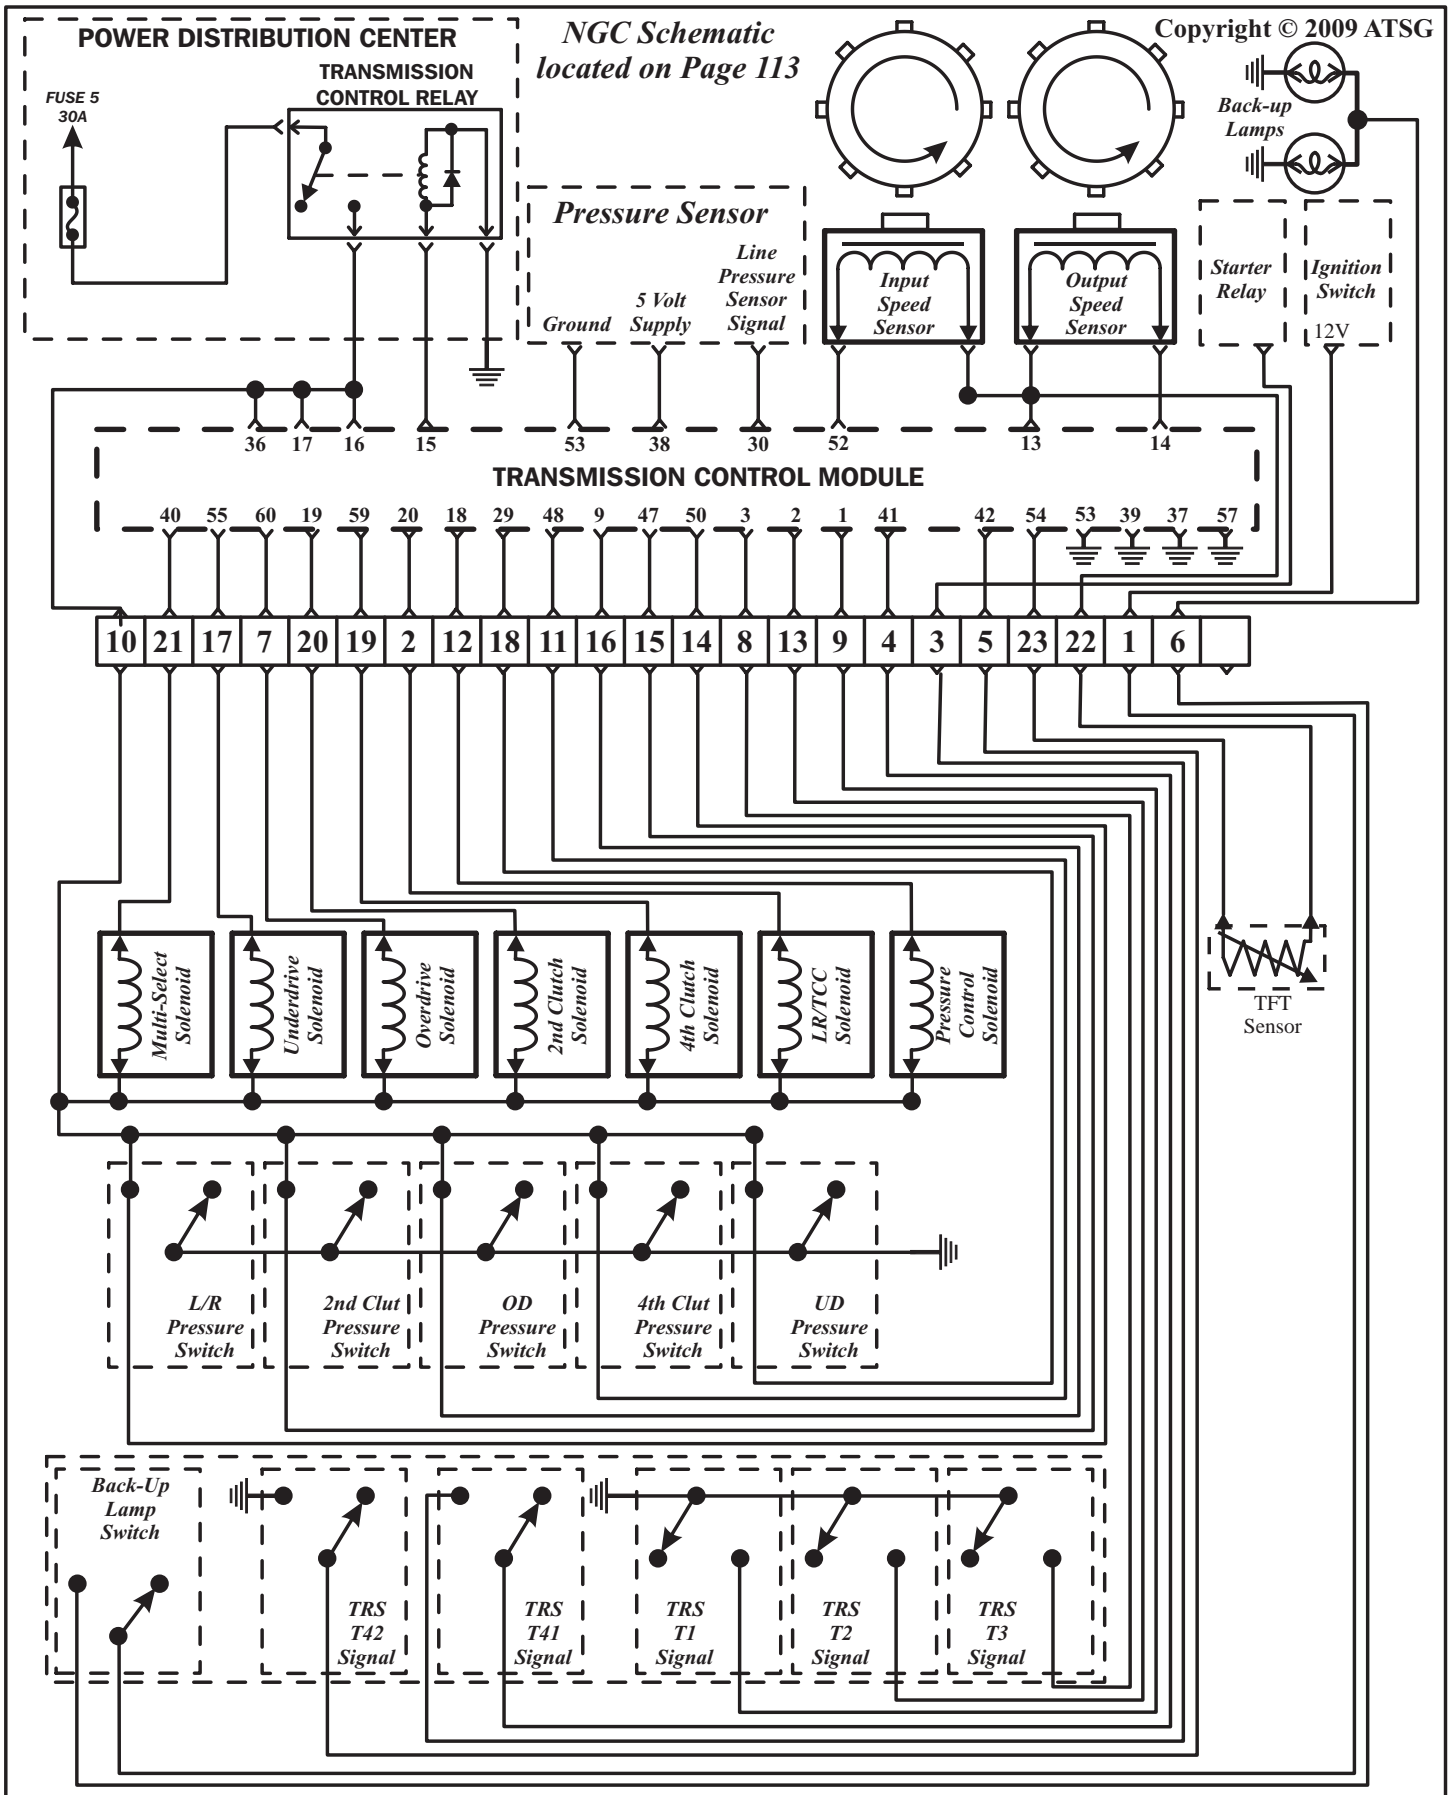 POWER DISTRIBUTION CENTER
TRANSMISSION
CONTROL RELAY
FUSE 5
30A
NGC Schematic
located on Page 113
Copyright © 2009 ATSG
Back-up
Lamps
Pressure Sensor
Ground
5 Volt
Supply
Line
Pressure
Sensor
Signal
Input
Speed
Sensor
Output
Speed
Sensor
Starter
Relay
Ignition
Switch
12V
36 17 16 15 53 38 30 52 13 14
TRANSMISSION CONTROL MODULE
40 55 60 19 59 20 18 29 48 9 47 50 3 2 1 41 42 54 53 39 37 57
10 21 17 7 20 19 2 12 18 11 16 15 14 8 13 9 4 3 5 23 22 1 6
Multi-Select
Solenoid
Underdrive
Solenoid
Overdrive
Solenoid
2nd Clutch
Solenoid
4th Clutch
Solenoid
LR/TCC
Solenoid
Pressure
Control
Solenoid
TFT
Sensor
L/R
Pressure
Switch
2nd Clut
Pressure
Switch
OD
Pressure
Switch
4th Clut
Pressure
Switch
UD
Pressure
Switch
Back-Up
Lamp
Switch
TRS
T42
Signal
TRS
T41
Signal
TRS
T1
Signal
TRS
T2
Signal
TRS
T3
Signal